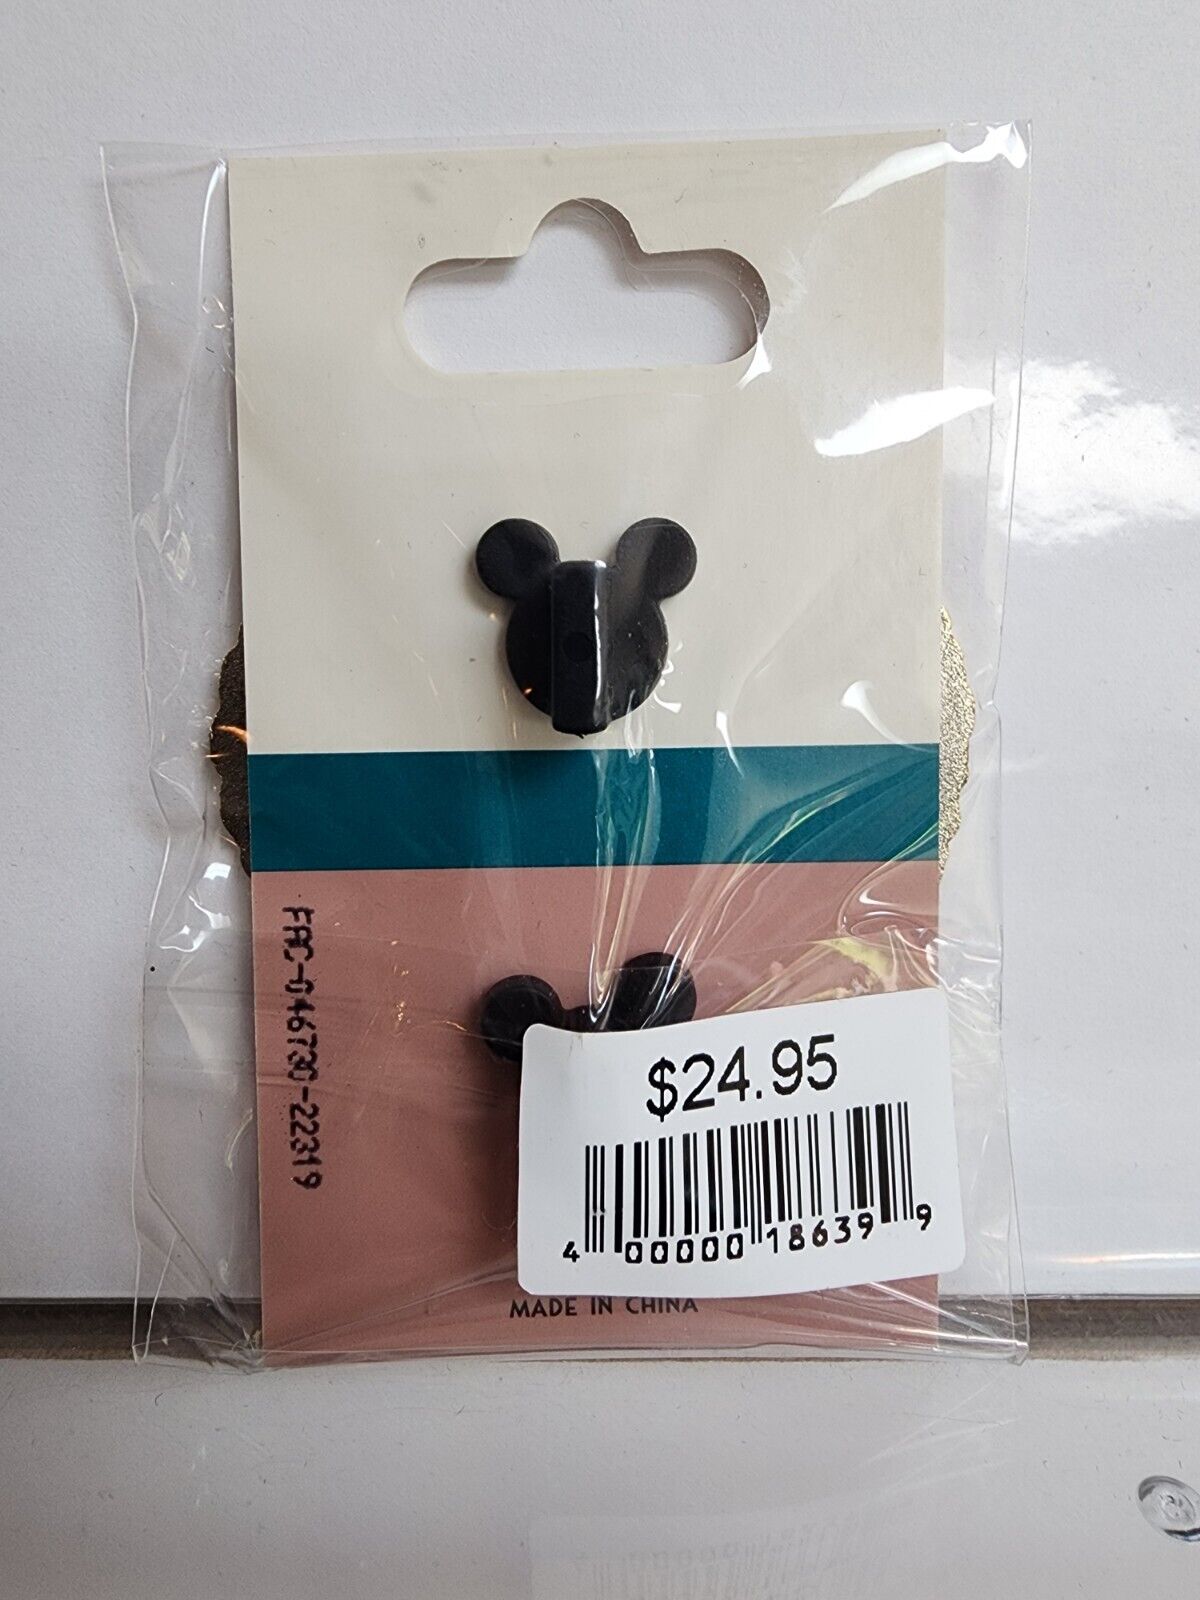 FAC-046730-22319
$24.95
4 00000 18639 9
MADE IN CHINA